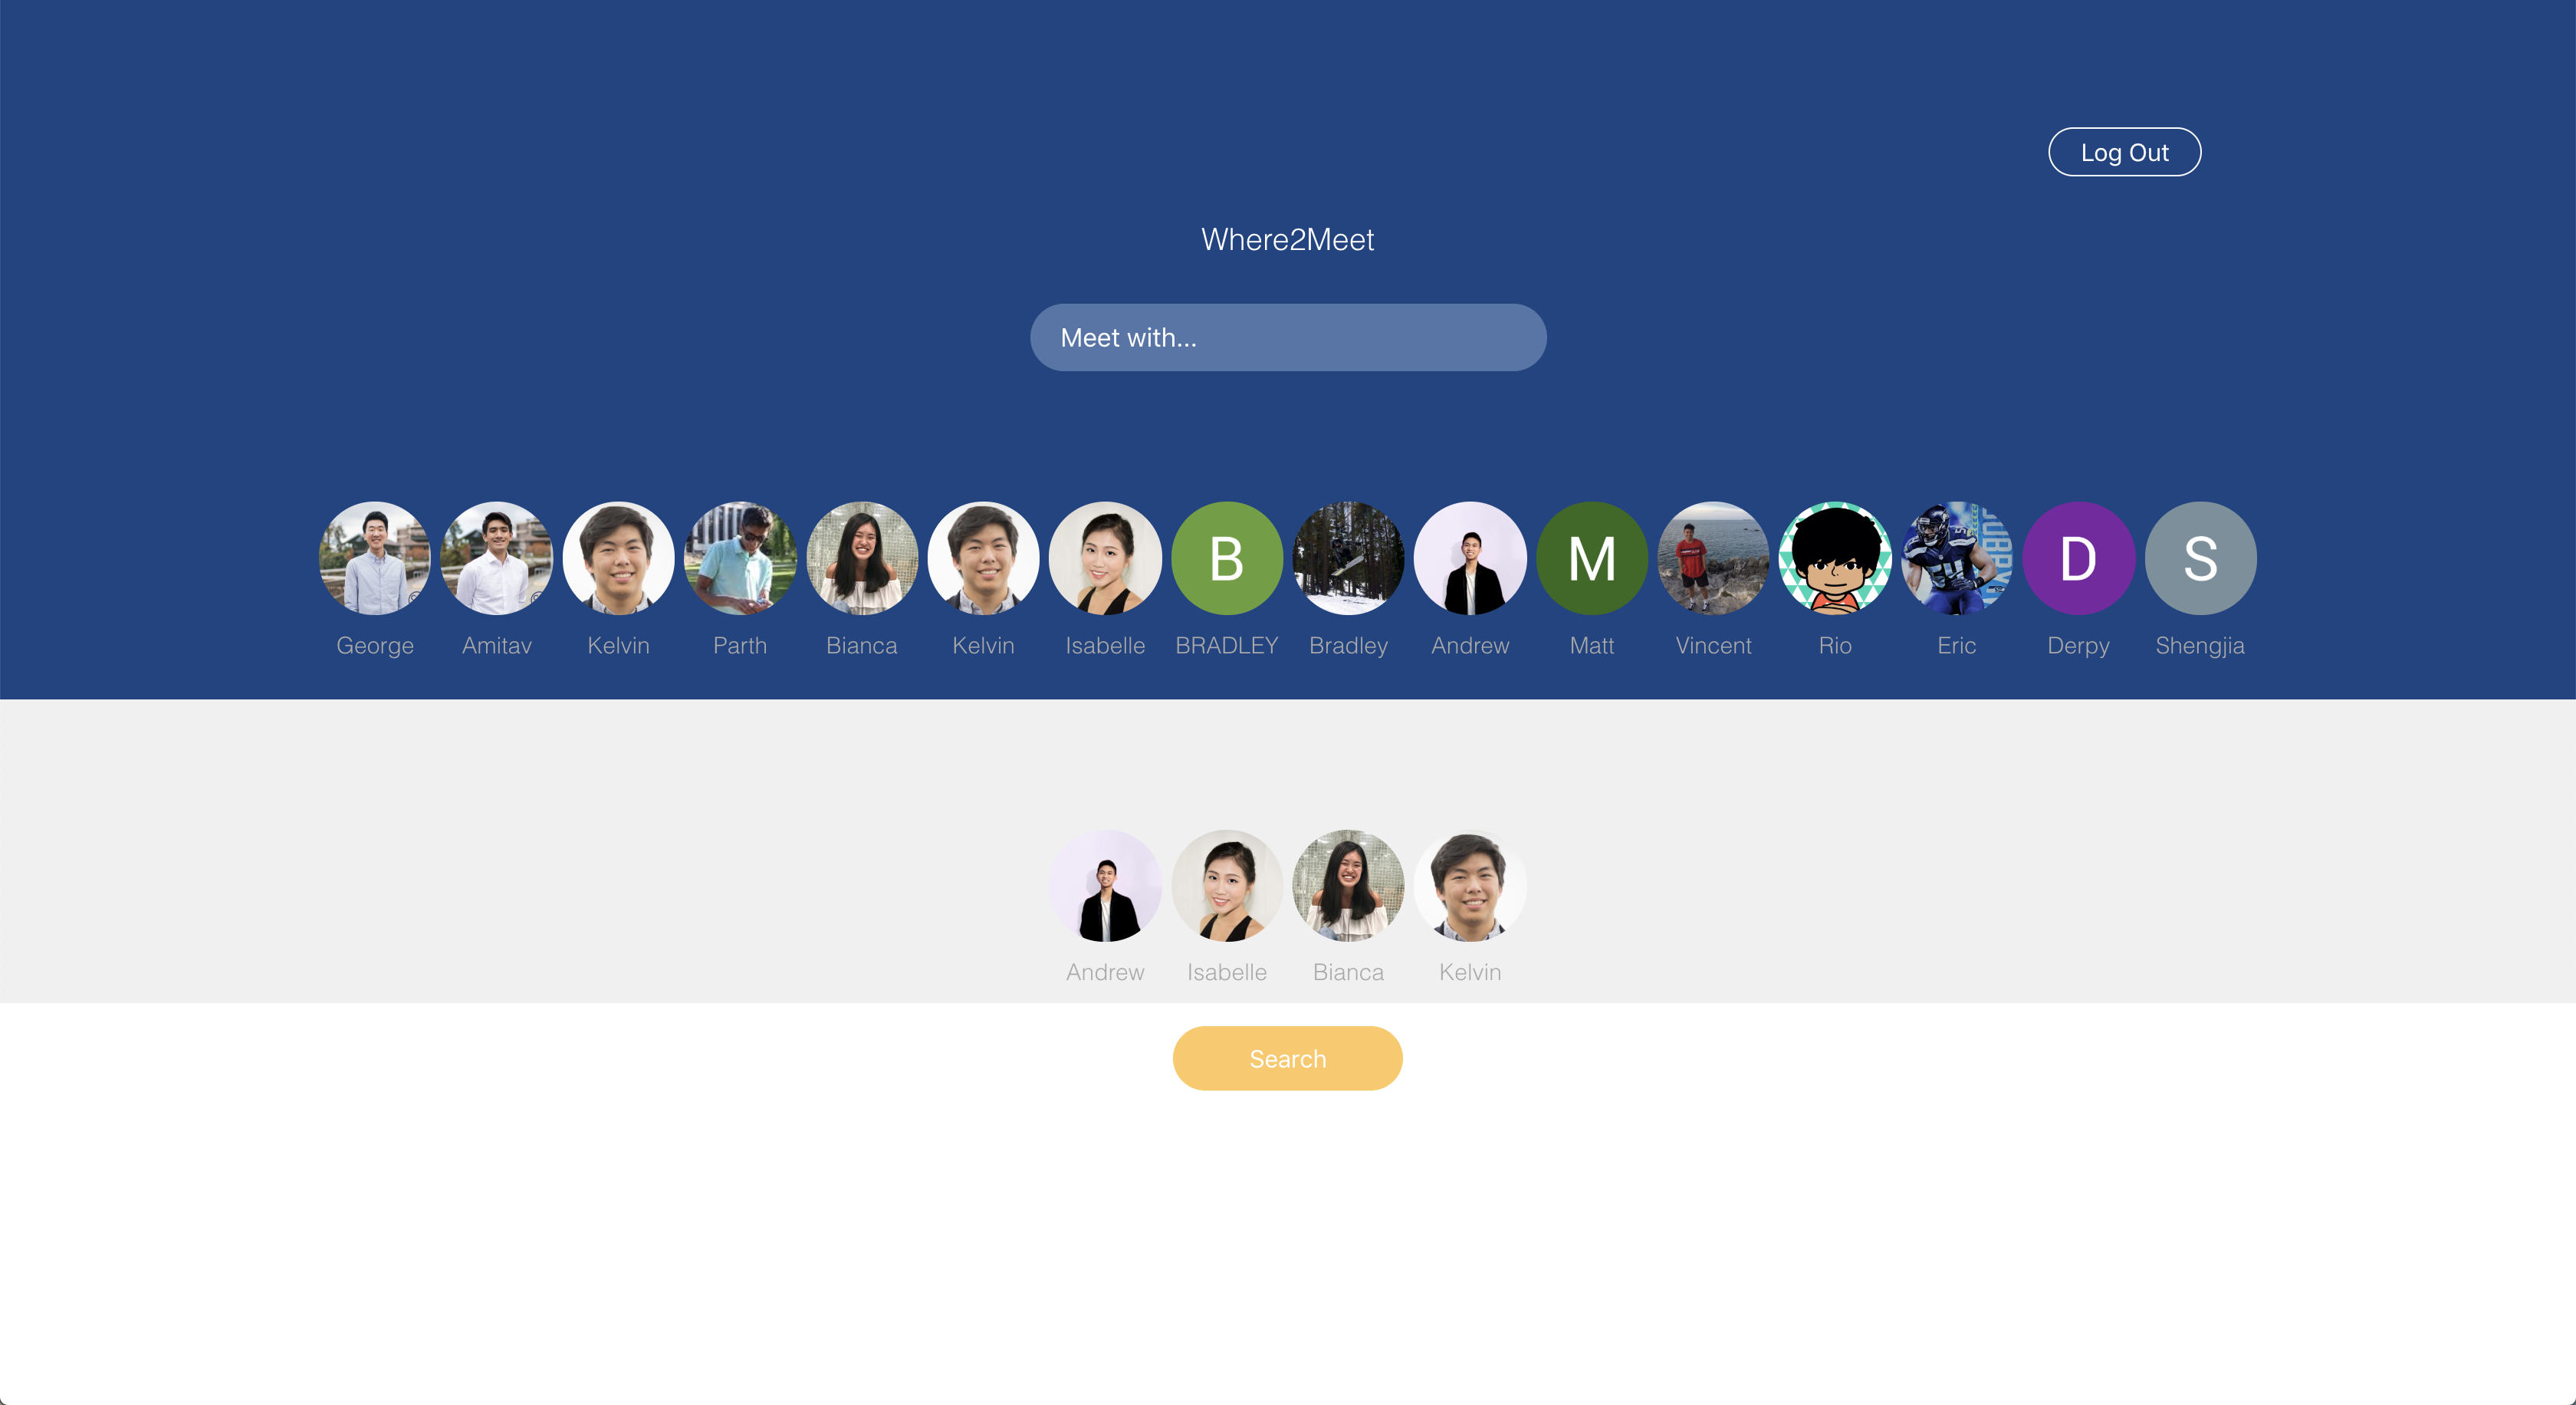 Log Out
Where2Meet
Meet with...
B M D S
George Amitav Kelvin Parth Bianca Kelvin Isabelle BRADLEY Bradley Andrew Matt Vincent Rio Eric Derpy Shengjia
Andrew Isabelle Bianca Kelvin
Search